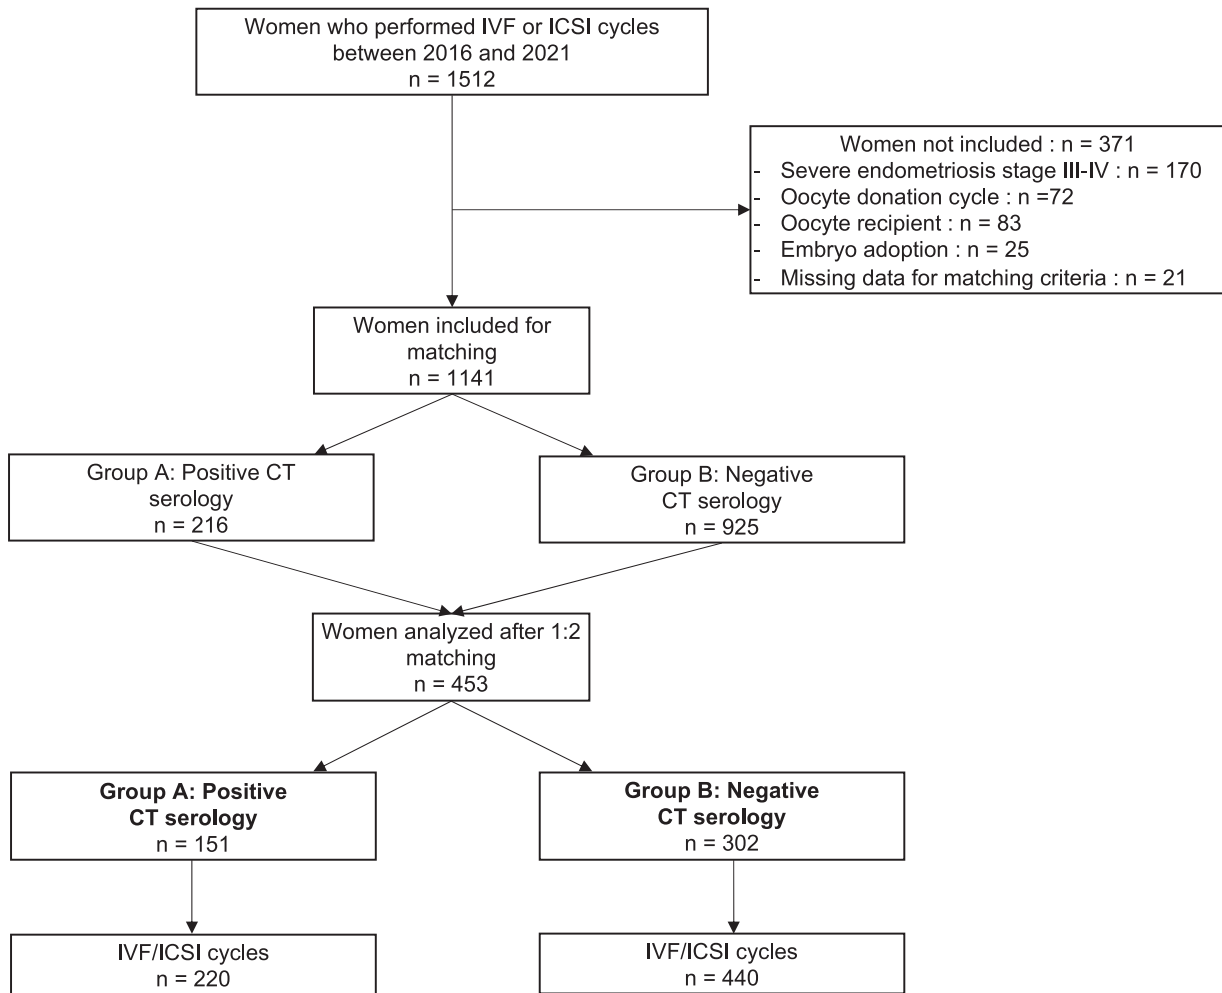 Women who performed IVF or ICSI cycles
between 2016 and 2021
n = 1512
Women not included : n = 371
- Severe endometriosis stage III-IV : n = 170
- Oocyte donation cycle : n =72
- Oocyte recipient : n = 83
- Embryo adoption : n = 25
- Missing data for matching criteria : n = 21
Women included for
matching
n = 1141
Group A: Positive CT
serology
n = 216
Group B: Negative
CT serology
n = 925
Women analyzed after 1:2
matching
n = 453
Group A: Positive
CT serology
n = 151
Group B: Negative
CT serology
n = 302
IVF/ICSI cycles
n = 220
IVF/ICSI cycles
n = 440